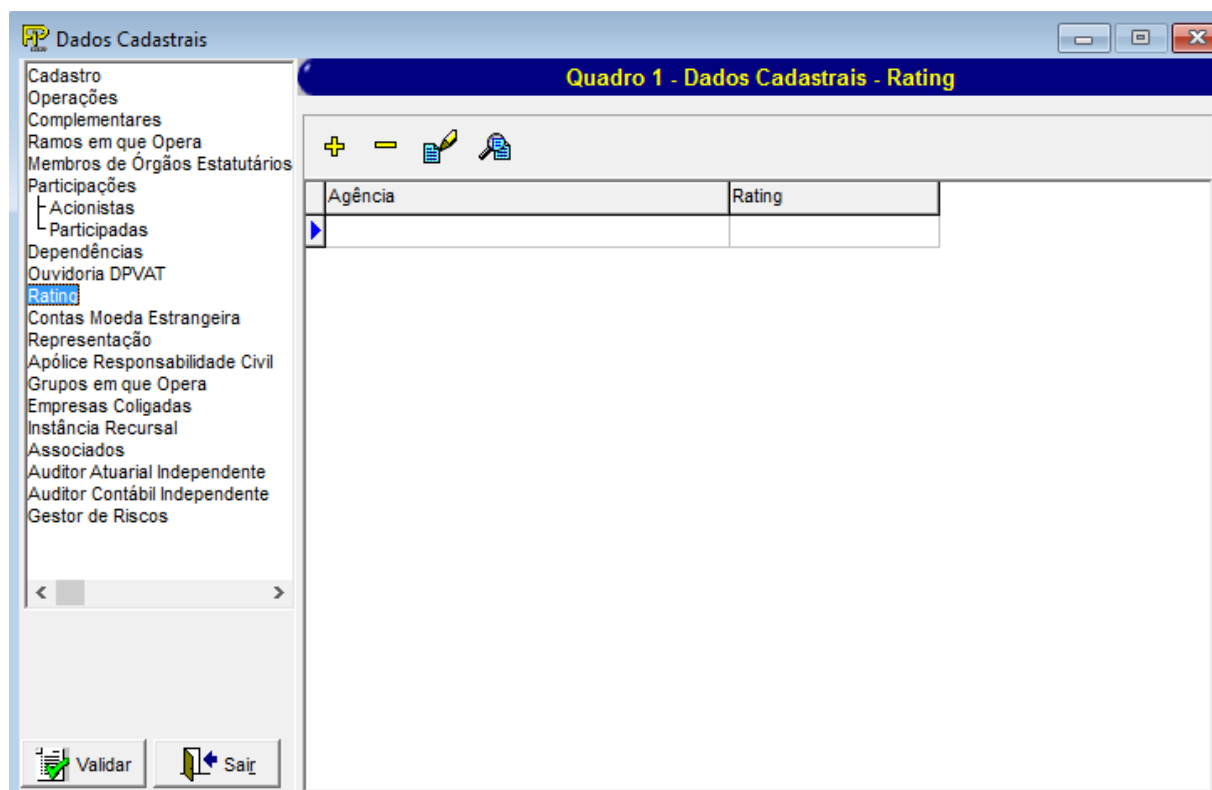 Dados Cadastrais
Quadro 1 - Dados Cadastrais - Rating
Cadastro
Operações
Complementares
Ramos em que Opera
Membros de Órgãos Estatutários
Participações
Acionistas
Participadas
Dependências
Ouvidoria DPVAT
Rating
Contas Moeda Estrangeira
Representação
Apólice Responsabilidade Civil
Grupos em que Opera
Empresas Coligadas
Instância Recursal
Associados
Auditor Atuarial Independente
Auditor Contábil Independente
Gestor de Riscos
Agência Rating
Validar Sair